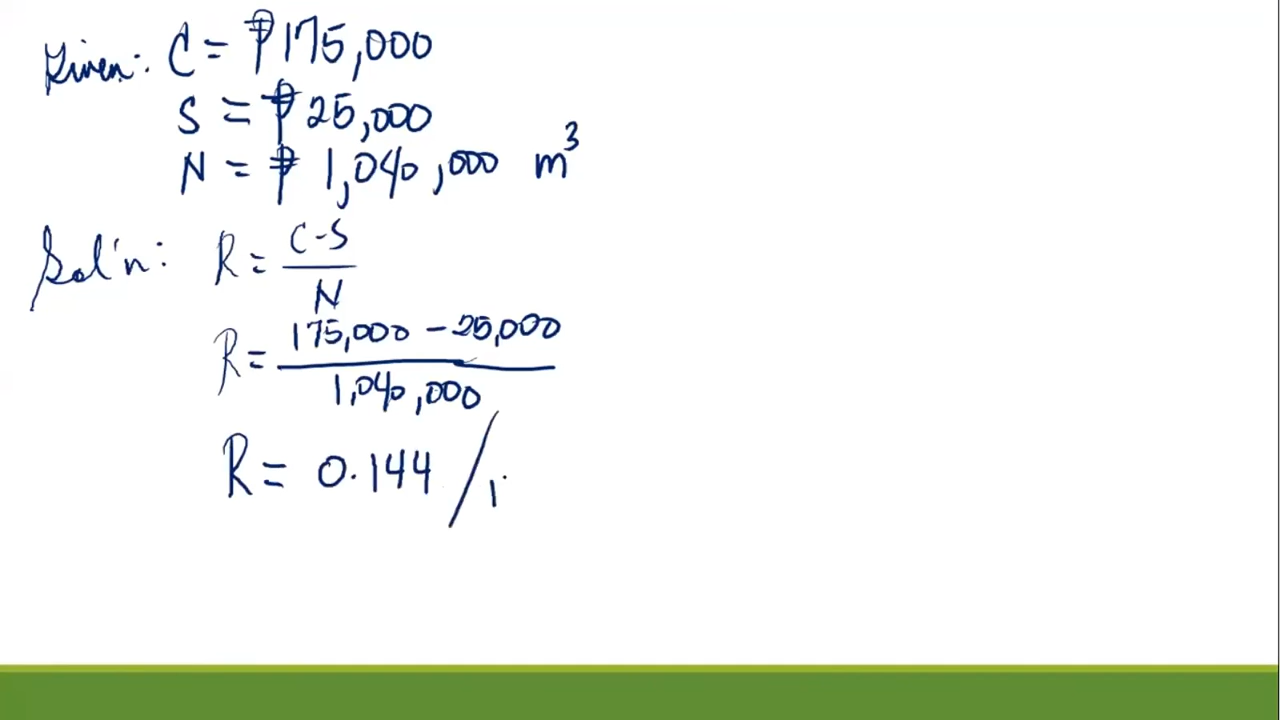 Given: C = ₱175,000
S = ₱25,000
N = ₱ 1,040,000 m³
Sol'n: R = C-S
N
R = 175,000 - 25,000
1,040,000
R = 0.144 /